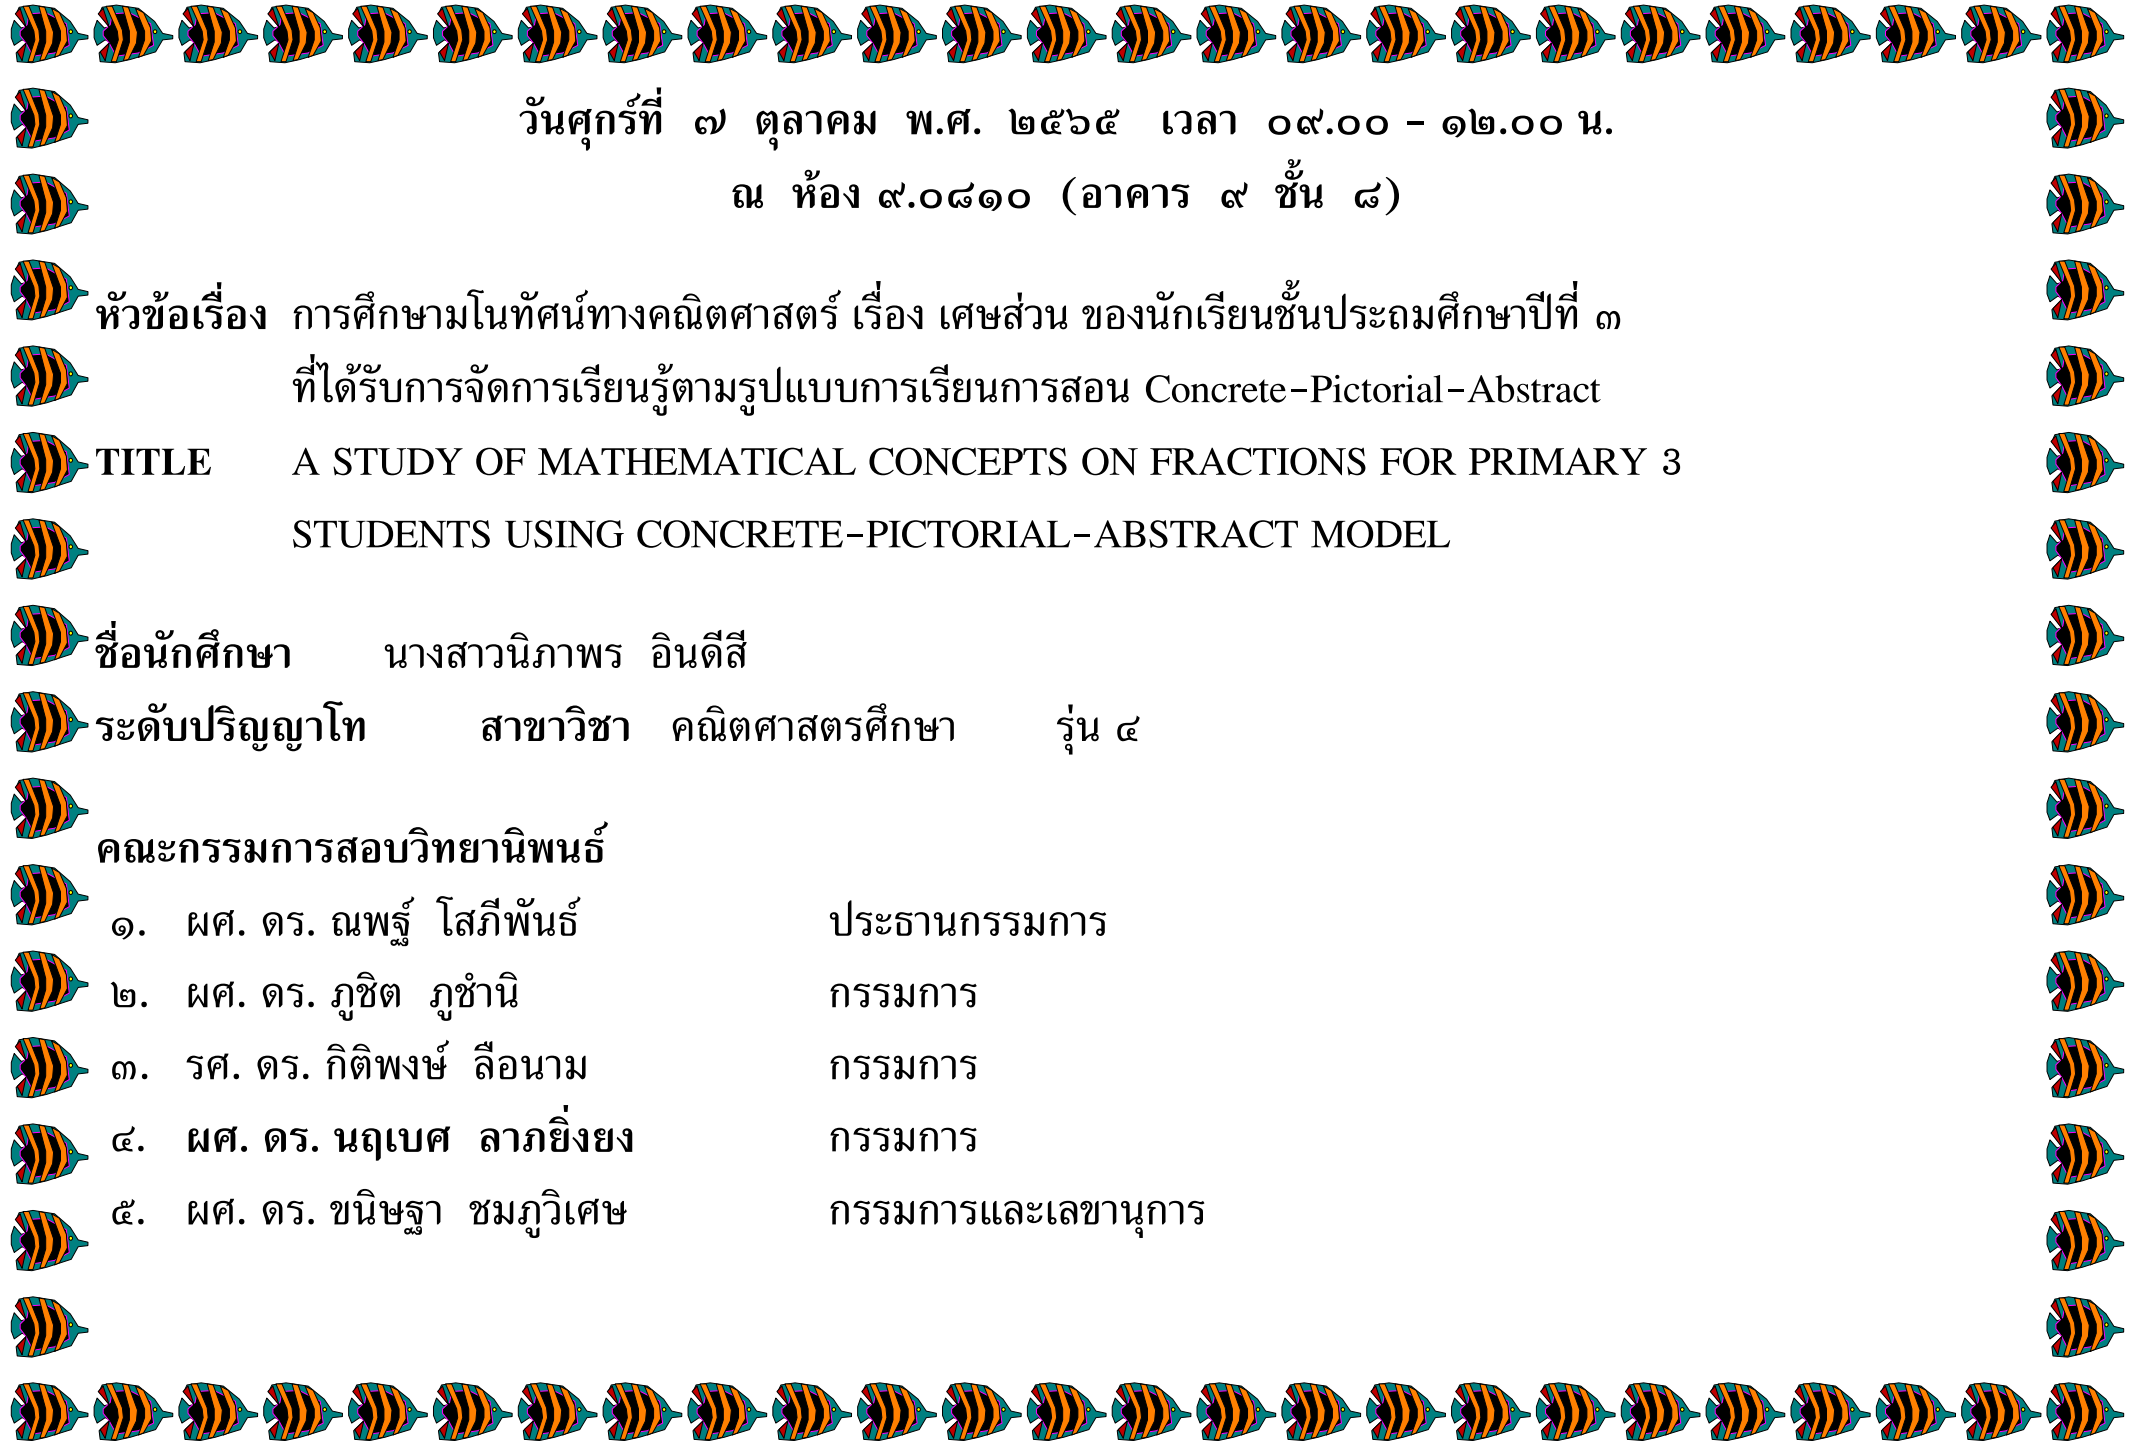 วันศุกร์ที่ ๗ ตุลาคม พ.ศ. ๒๕๖๕ เวลา ๐๙.๐๐ – ๑๒.๐๐ น.
ณ ห้อง ๙.๐๘๑๐ (อาคาร ๙ ชั้น ๘)
หัวข้อเรื่อง การศึกษามโนทัศน์ทางคณิตศาสตร์ เรื่อง เศษส่วน ของนักเรียนชั้นประถมศึกษาปีที่ ๓
ที่ได้รับการจัดการเรียนรู้ตามรูปแบบการเรียนการสอน Concrete–Pictorial–Abstract
TITLE A STUDY OF MATHEMATICAL CONCEPTS ON FRACTIONS FOR PRIMARY 3
STUDENTS USING CONCRETE–PICTORIAL–ABSTRACT MODEL
ชื่อนักศึกษา นางสาวนิภาพร อินดีสี
ระดับปริญญาโท สาขาวิชา คณิตศาสตรศึกษา รุ่น ๔
คณะกรรมการสอบวิทยานิพนธ์
๑. ผศ. ดร. ณพฐ์ โสภีพันธ์ ประธานกรรมการ
๒. ผศ. ดร. ภูชิต ภูชำนิ กรรมการ
๓. รศ. ดร. กิติพงษ์ ลือนาม กรรมการ
๔. ผศ. ดร. นฤเบศ ลาภยิ่งยง กรรมการ
๕. ผศ. ดร. ขนิษฐา ชมภูวิเศษ กรรมการและเลขานุการ